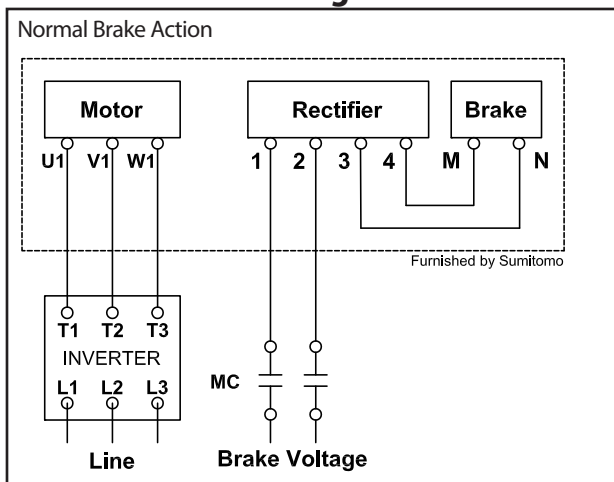 Normal Brake Action
Motor
Rectifier
Brake
U1 V1 W1
1 2 3 4
M N
Furnished by Sumitomo
T1 T2 T3
INVERTER
L1 L2 L3
MC
Line
Brake Voltage